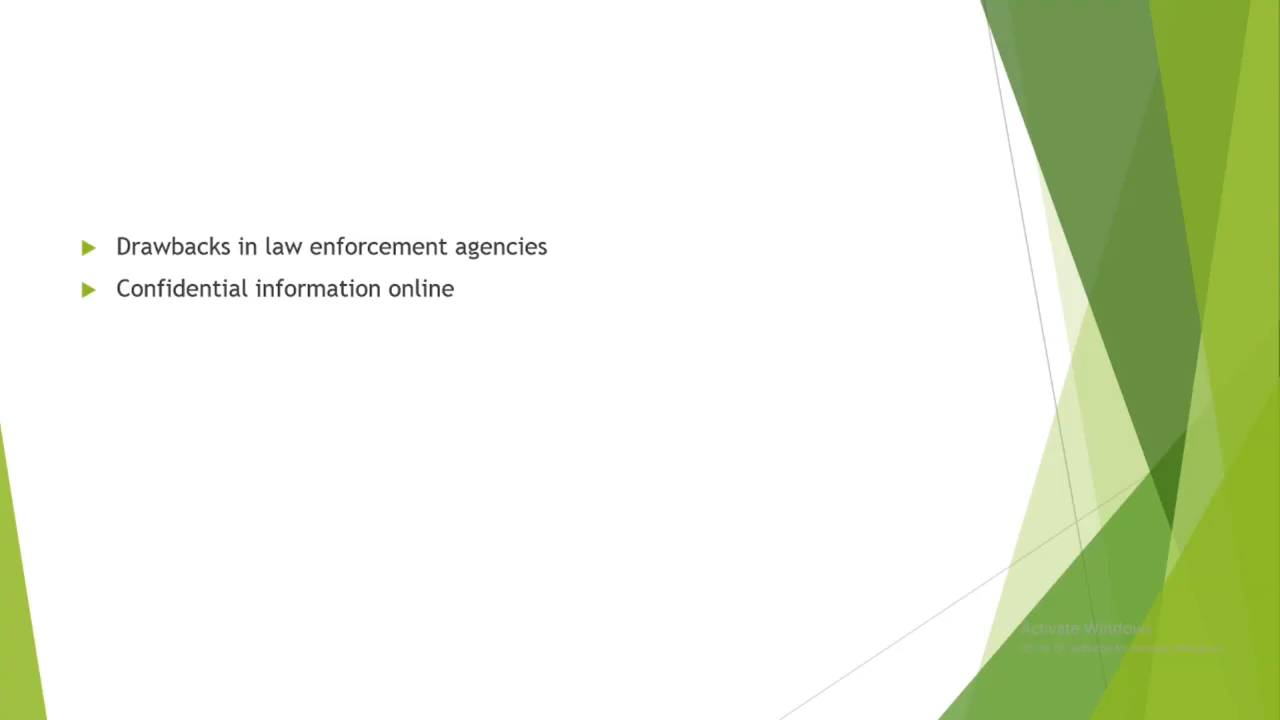 Drawbacks in law enforcement agencies
Confidential information online
Activate Windows